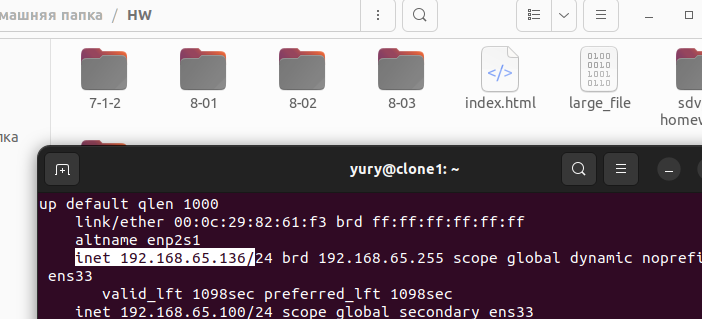 машняя папка / HW
7-1-2
8-01
8-02
8-03
index.html
large_file
sdv
homew
пка
yury@clone1: ~
up default qlen 1000
link/ether 00:0c:29:82:61:f3 brd ff:ff:ff:ff:ff:ff
altname enp2s1
inet 192.168.65.136/24 brd 192.168.65.255 scope global dynamic noprefi
ens33
valid_lft 1098sec preferred_lft 1098sec
inet 192.168.65.100/24 scope global secondary ens33